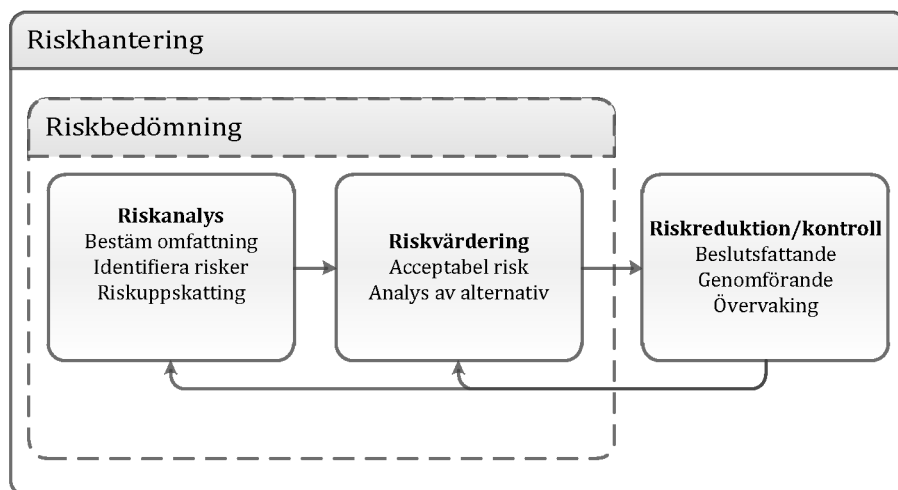 Riskhantering
Riskbedömning
Riskanalys
Bestäm omfattning
Identifiera risker
Riskuppskatting
Riskvärdering
Acceptabel risk
Analys av alternativ
Riskreduktion/kontroll
Beslutsfattande
Genomförande
Övervaking